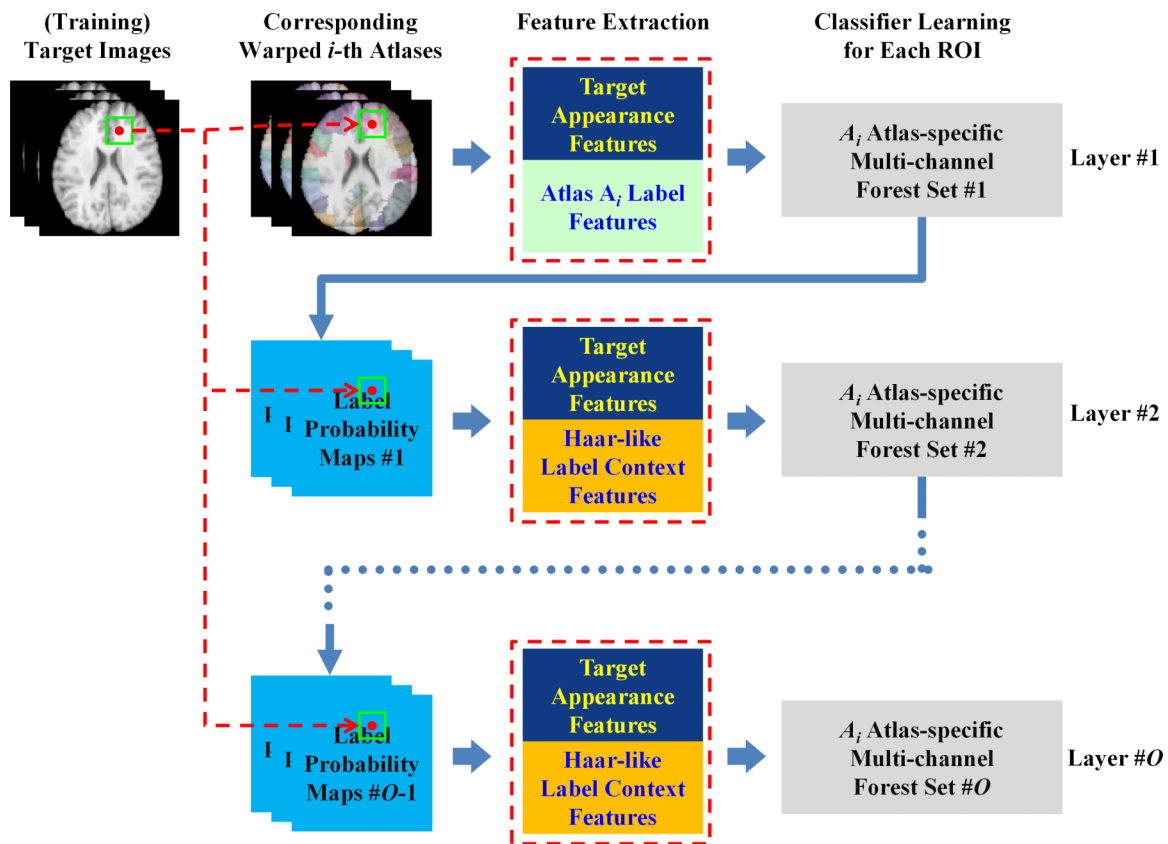 (Training)
Target Images
Corresponding
Warped i-th Atlases
Feature Extraction
Classifier Learning
for Each ROI
Target
Appearance
Features
Atlas Ai Label
Features
Ai Atlas-specific
Multi-channel
Forest Set #1
Layer #1
Label
Probability
Maps #1
Target
Appearance
Features
Haar-like
Label Context
Features
Ai Atlas-specific
Multi-channel
Forest Set #2
Layer #2
Label
Probability
Maps #O-1
Target
Appearance
Features
Haar-like
Label Context
Features
Ai Atlas-specific
Multi-channel
Forest Set #O
Layer #O